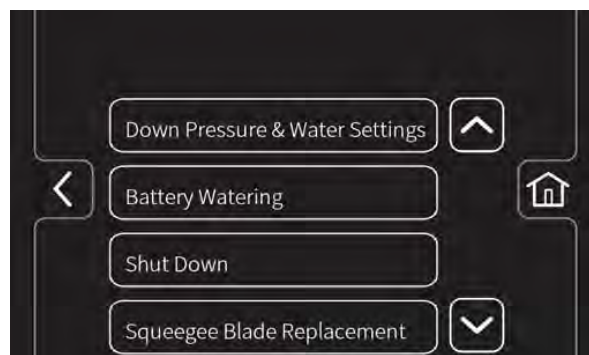 Down Pressure & Water Settings
Battery Watering
Shut Down
Squeegee Blade Replacement